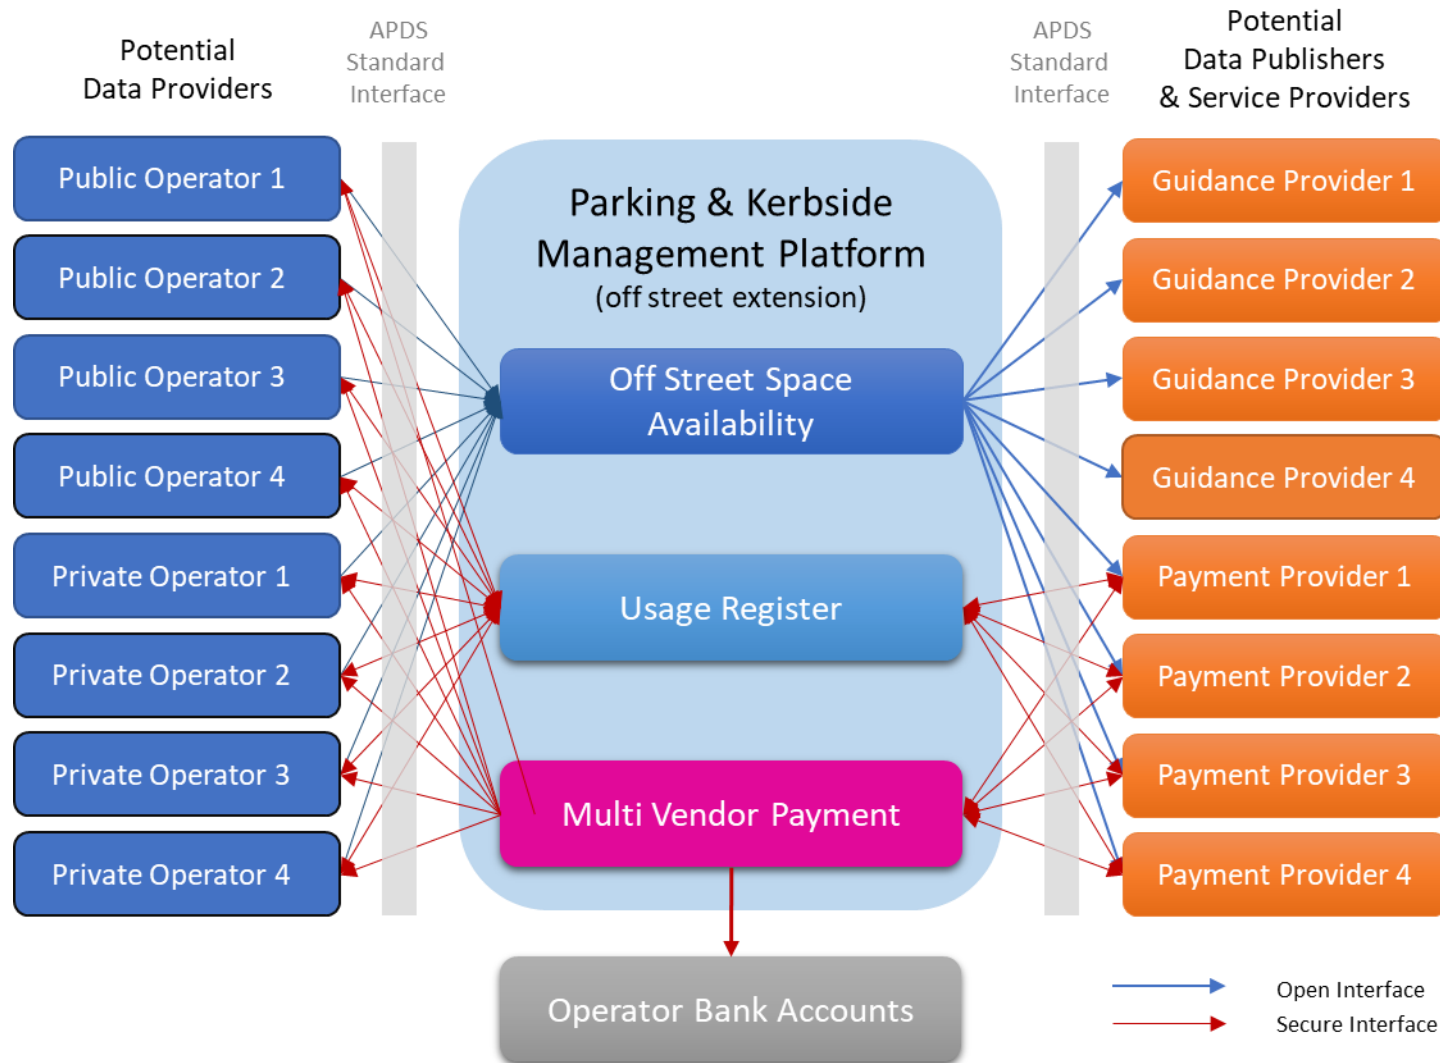 Potential
Data Providers
APDS
Standard
Interface
APDS
Standard
Interface
Potential
Data Publishers
& Service Providers
Public Operator 1
Public Operator 2
Public Operator 3
Public Operator 4
Private Operator 1
Private Operator 2
Private Operator 3
Private Operator 4
Parking & Kerbside
Management Platform
(off street extension)
Off Street Space
Availability
Usage Register
Multi Vendor Payment
Operator Bank Accounts
Guidance Provider 1
Guidance Provider 2
Guidance Provider 3
Guidance Provider 4
Payment Provider 1
Payment Provider 2
Payment Provider 3
Payment Provider 4
Open Interface
Secure Interface